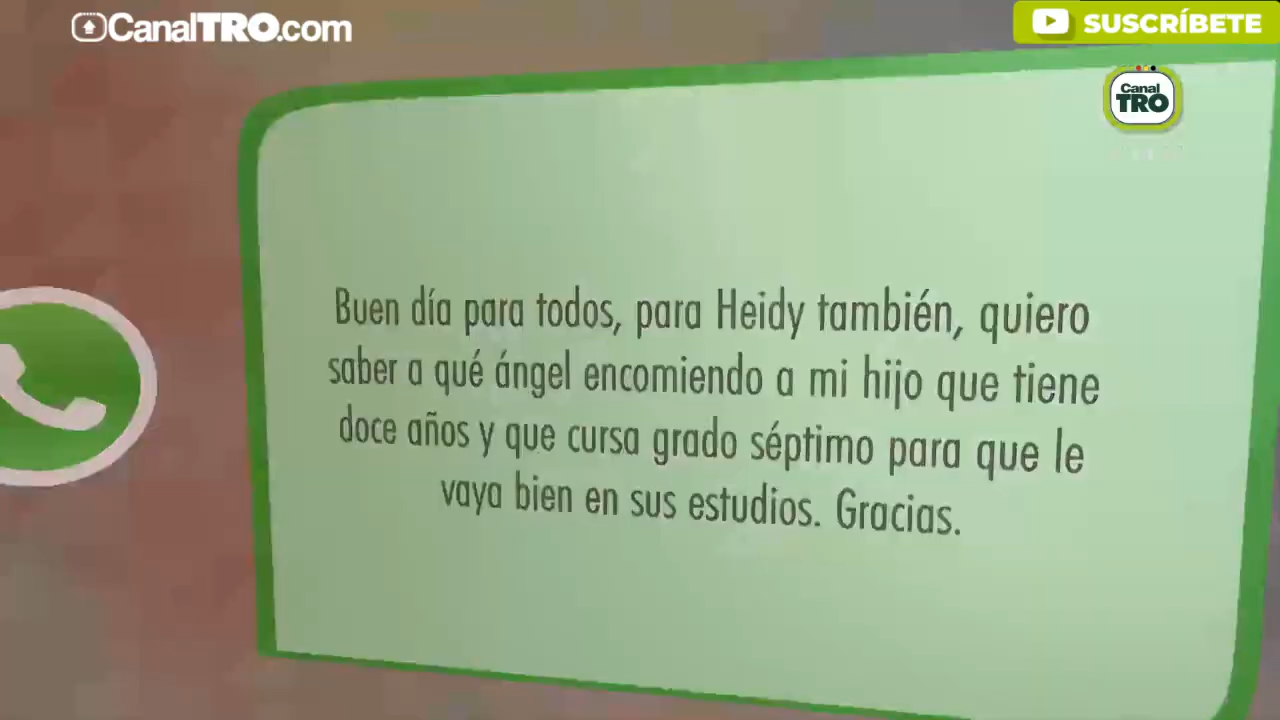 CanalTRO.com
SUSCRÍBETE
Canal
TRO
Buen día para todos, para Heidy también, quiero
saber a qué ángel encomiendo a mi hijo que tiene
doce años y que cursa grado séptimo para que le
vaya bien en sus estudios. Gracias.